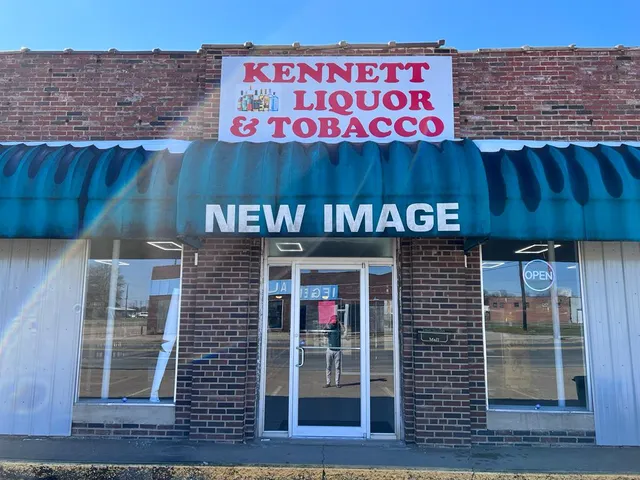 KENNETT
LIQUOR
& TOBACCO
NEW IMAGE
OPEN